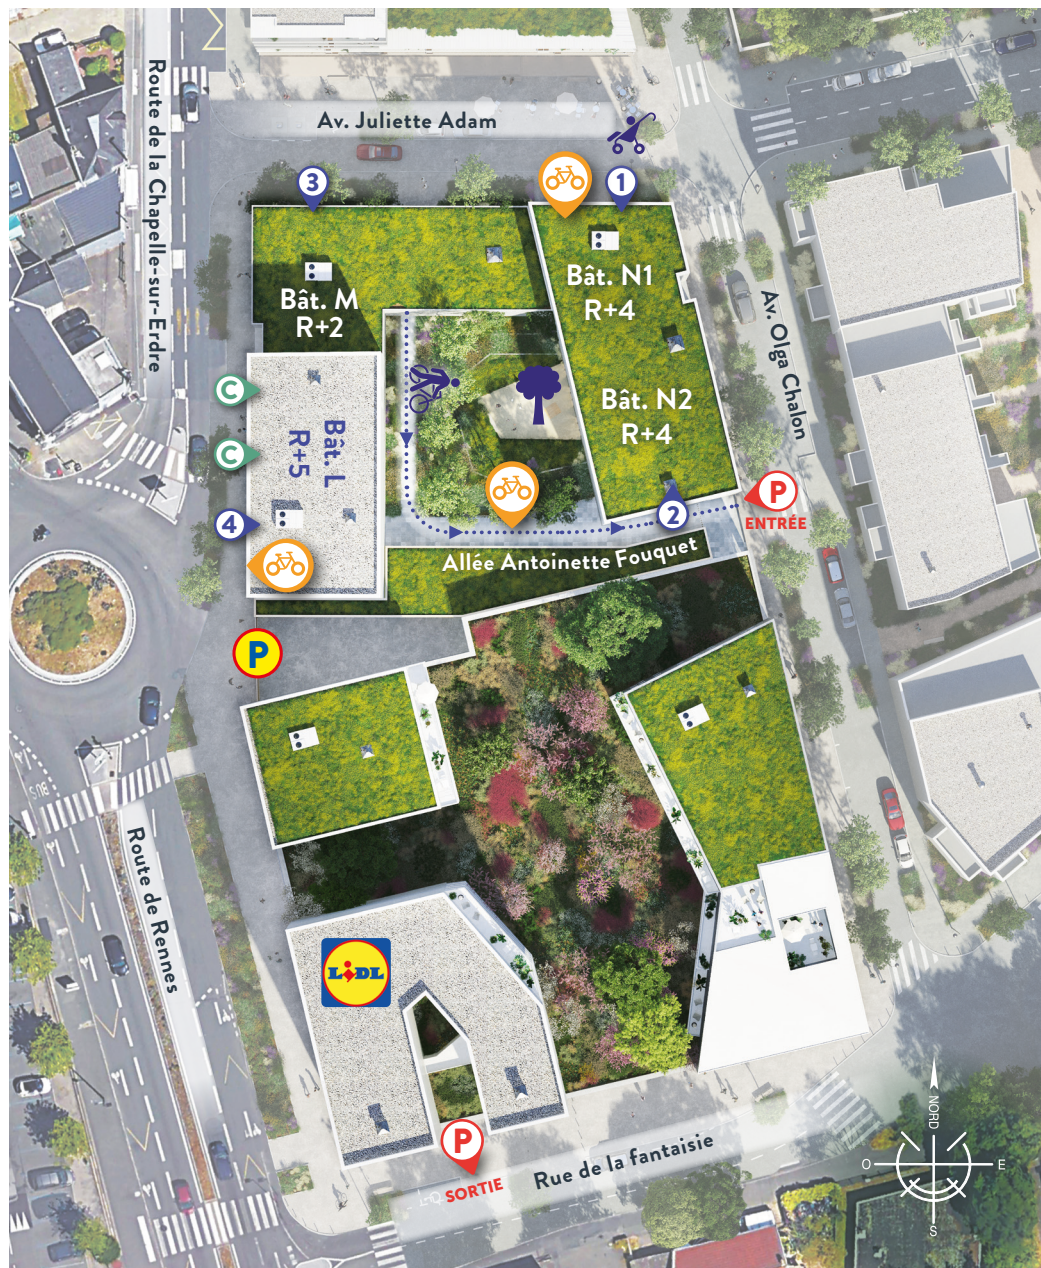 Av. Juliette Adam
Route de la Chapelle-sur-Erdre
3
1
Bât. N1
R+4
Bât. M
R+2
Av. Olga Chalon
C
Bât. N2
R+4
C
Bât. L
R+5
4
2
P
ENTRÉE
Allée Antoinette Fouquet
P
BUS
Route de Rennes
LIDL
P
SORTIE
Rue de la fantaisie
NORD
O
E
S